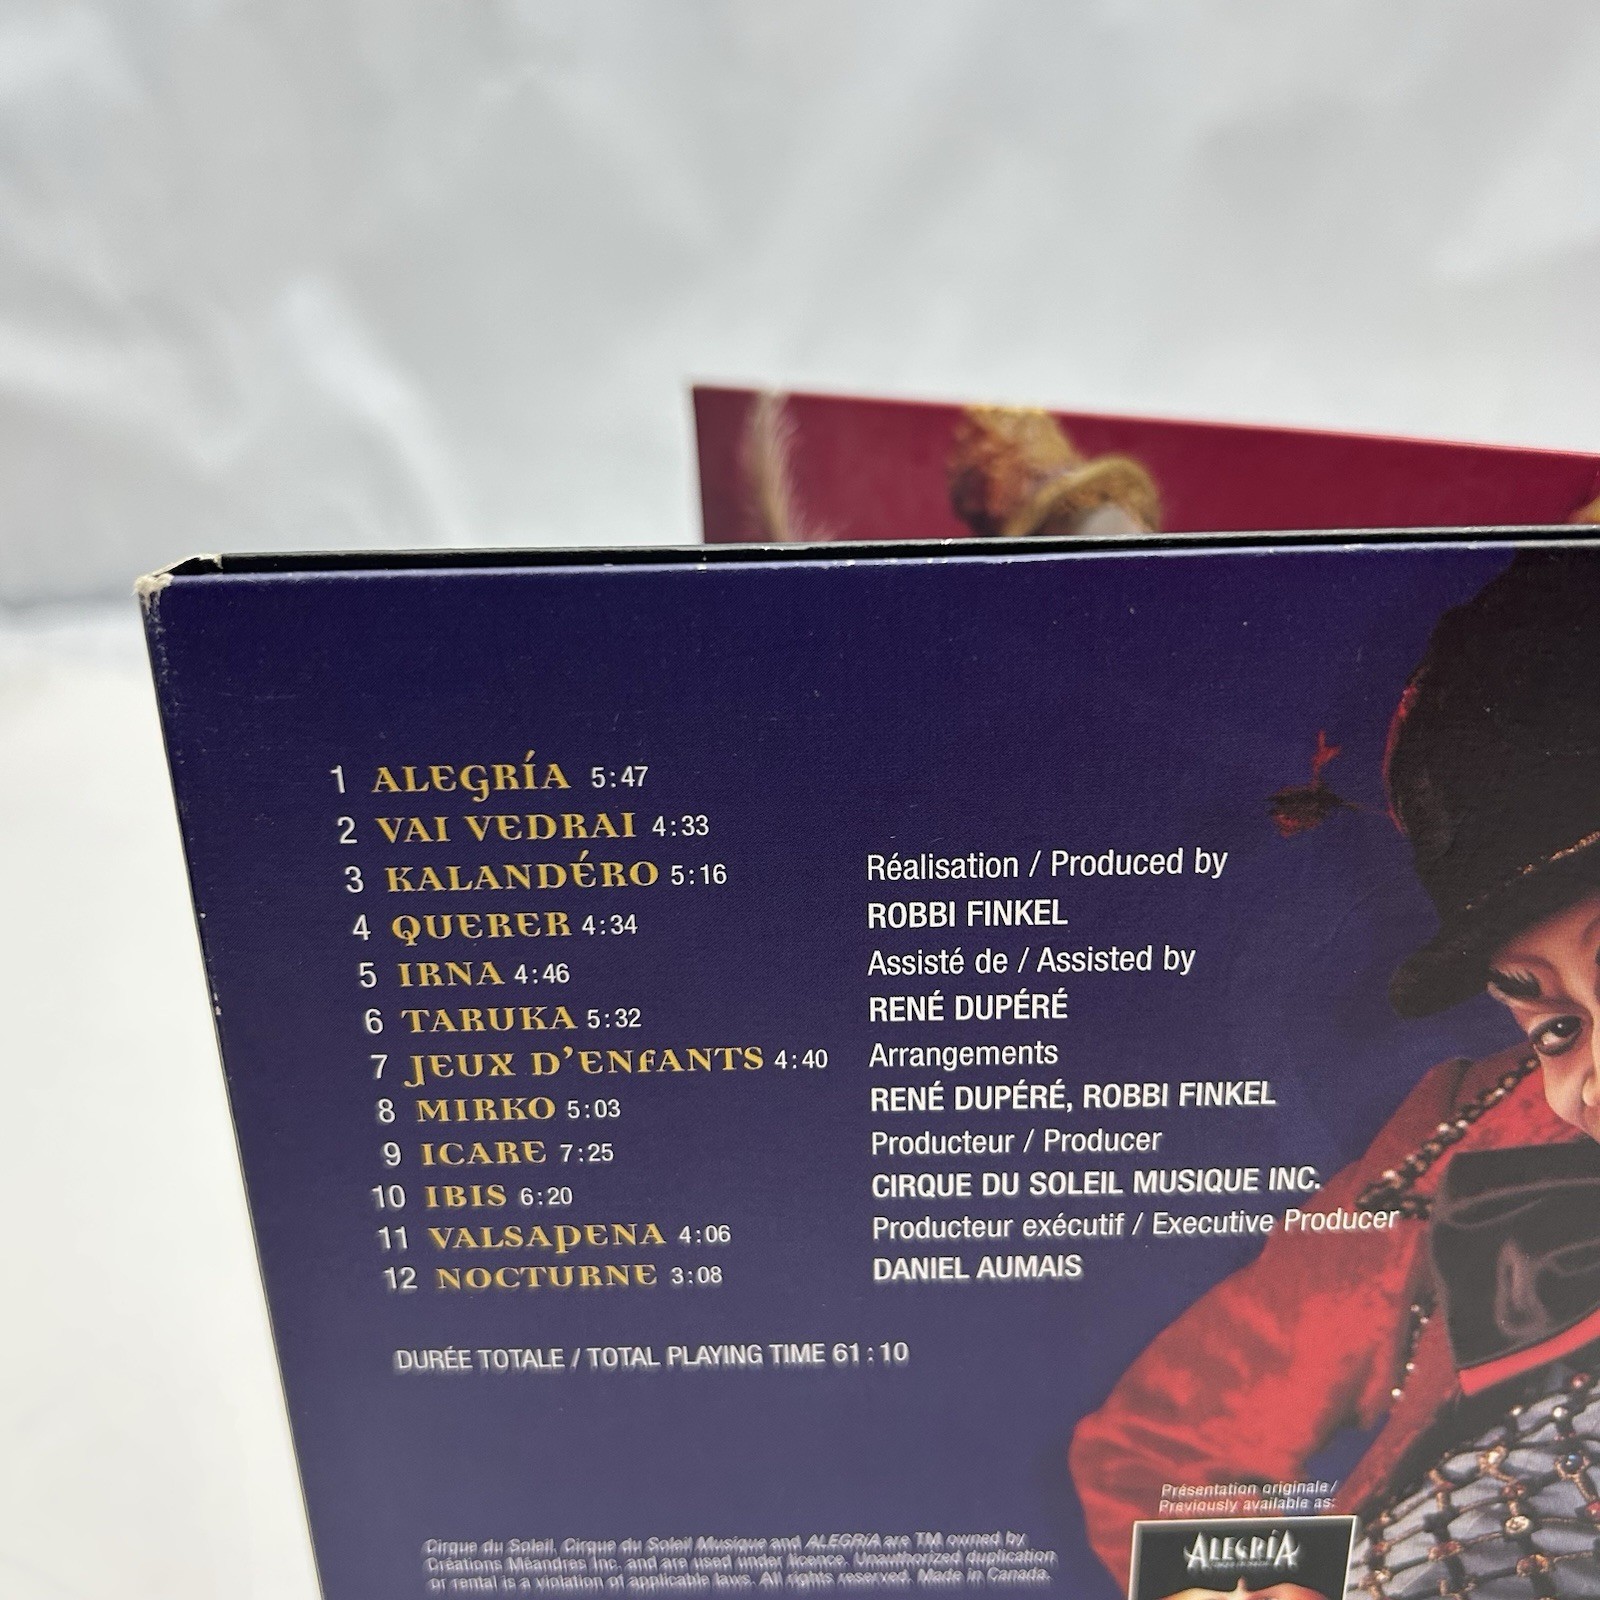 1 ALEGRÍA 5:47
2 VAI VEDRAI 4:33
3 KALANDÉRO 5:16
4 QUERER 4:34
5 IRNA 4:46
6 TARUKA 5:32
7 JEUX D'ENFANTS 4:40
8 MIRKO 5:03
9 ICARE 7:25
10 IBIS 6:20
11 VALSAPENA 4:06
12 NOCTURNE 3:08
DURÉE TOTALE / TOTAL PLAYING TIME 61:10
Réalisation / Produced by
ROBBI FINKEL
Assisté de / Assisted by
RENÉ DUPÉRÉ
Arrangements
RENÉ DUPÉRÉ, ROBBI FINKEL
Producteur / Producer
CIRQUE DU SOLEIL MUSIQUE INC.
Producteur exécutif / Executive Producer
DANIEL AUMAIS
Cirque du Soleil, Cirque du Soleil Musique and ALEGRÍA are TM owned by
Créations Méandres Inc. and are used under licence. Unauthorized duplication
or rental is a violation of applicable laws. All rights reserved. Made in Canada.
Présentation originale/
Previously available as:
ALEGRÍA